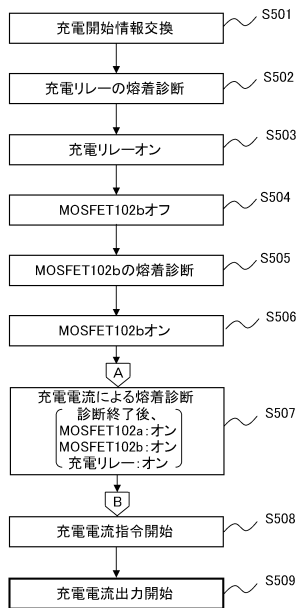 充電開始情報交換
S501
充電リレーの熔着診断
S502
充電リレーオン
S503
MOSFET102bオフ
S504
MOSFET102bの熔着診断
S505
MOSFET102bオン
S506
A
充電電流による熔着診断
診断終了後、
MOSFET102a:オン
MOSFET102b:オン
充電リレー:オン
S507
B
充電電流指令開始
S508
充電電流出力開始
S509